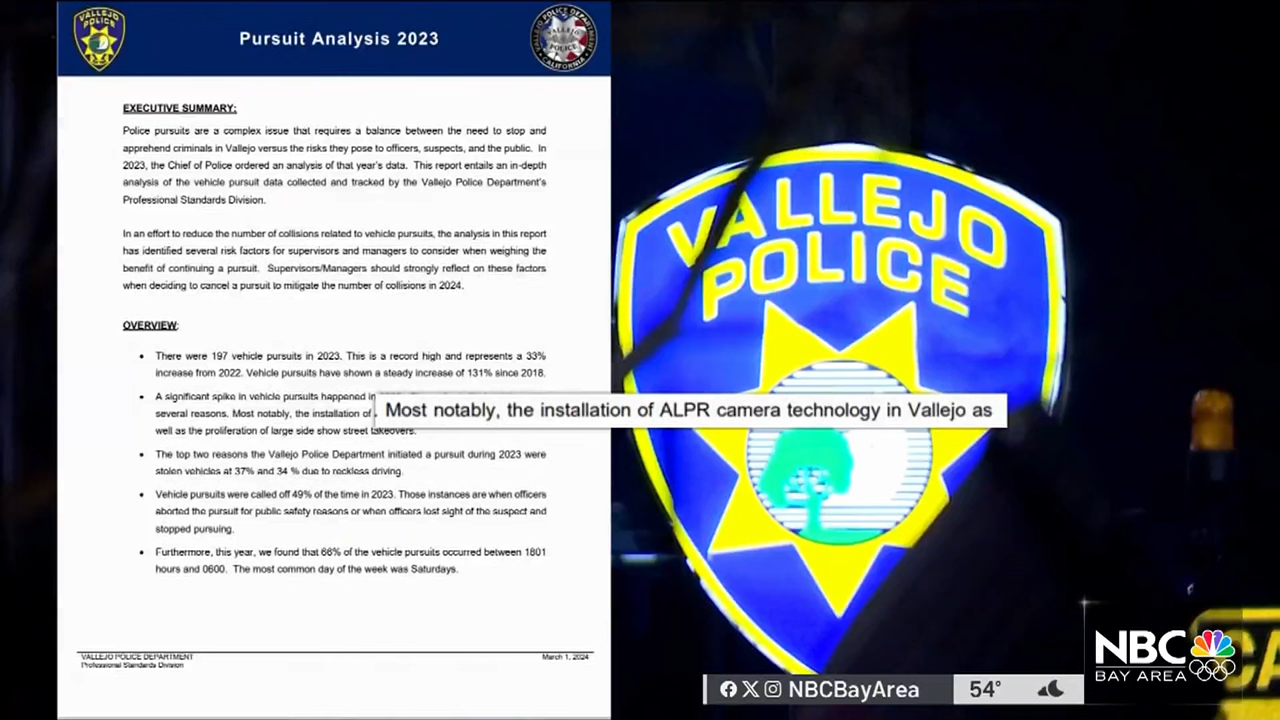 VALLEJO
POLICE
Pursuit Analysis 2023
VALLEJO POLICE DEPARTMENT
VALLEJO
POLICE
CALIFORNIA
EXECUTIVE SUMMARY:
Police pursuits are a complex issue that requires a balance between the need to stop and
apprehend criminals in Vallejo versus the risks they pose to officers, suspects, and the public. In
2023, the Chief of Police ordered an analysis of that year's data. This report entails an in-depth
analysis of the vehicle pursuit data collected and tracked by the Vallejo Police Department's
Professional Standards Division.
In an effort to reduce the number of collisions related to vehicle pursuits, the analysis in this report
has identified several risk factors for supervisors and managers to consider when weighing the
benefit of continuing a pursuit. Supervisors/Managers should strongly reflect on these factors
when deciding to cancel a pursuit to mitigate the number of collisions in 2024.
OVERVIEW:
• There were 197 vehicle pursuits in 2023. This is a record high and represents a 33%
increase from 2022. Vehicle pursuits have shown a steady increase of 131% since 2018.
• A significant spike in vehicle pursuits happened in
several reasons. Most notably, the installation of
well as the proliferation of large side show street takeovers.
• The top two reasons the Vallejo Police Department initiated a pursuit during 2023 were
stolen vehicles at 37% and 34 % due to reckless driving.
• Vehicle pursuits were called off 49% of the time in 2023. Those instances are when officers
aborted the pursuit for public safety reasons or when officers lost sight of the suspect and
stopped pursuing.
• Furthermore, this year, we found that 66% of the vehicle pursuits occurred between 1801
hours and 0600. The most common day of the week was Saturdays.
VALLEJO POLICE DEPARTMENT
Professional Standards Division
March 1, 2024
. Most notably, the installation of ALPR camera technology in Vallejo as
VALLEJO
POLICE
NBC
BAY AREA
NBCBayArea
54°
CA